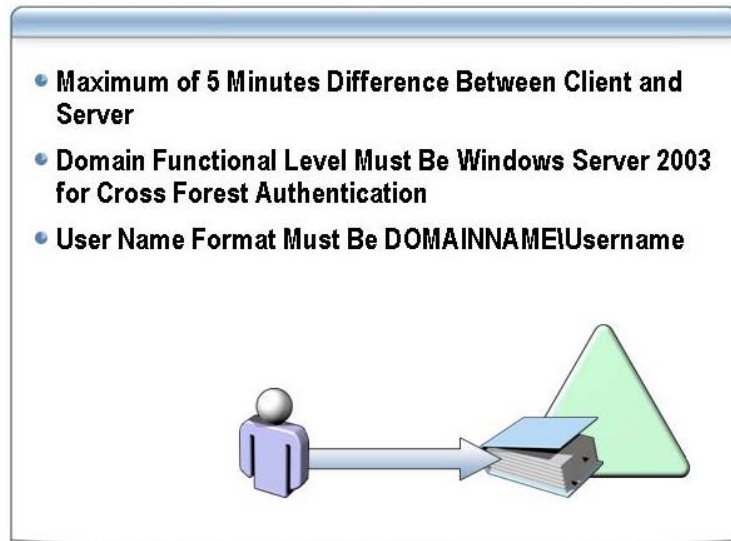 Maximum of 5 Minutes Difference Between Client and
Server
Domain Functional Level Must Be Windows Server 2003
for Cross Forest Authentication
User Name Format Must Be DOMAINNAME\Username